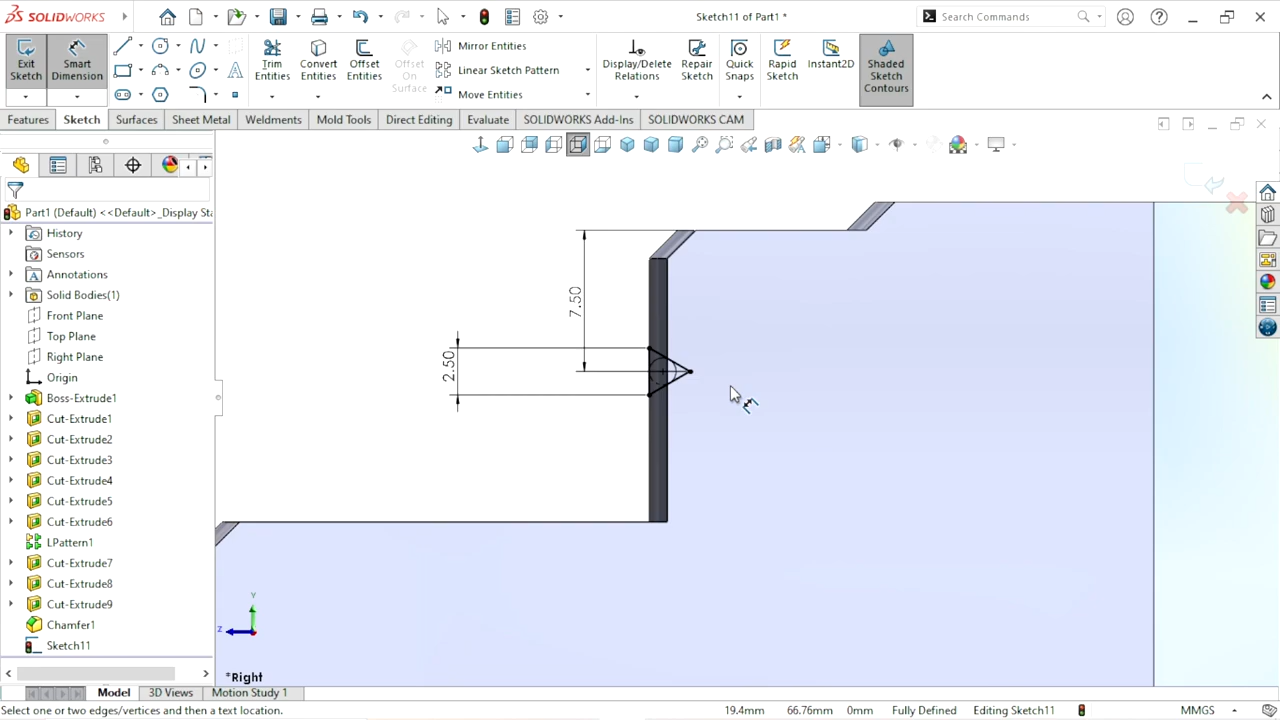 SOLIDWORKS
Sketch11 of Part1 *
Search Commands
Exit Sketch
Smart Dimension
Trim Entities
Convert Entities
Offset Entities
Offset On Surface
Mirror Entities
Linear Sketch Pattern
Move Entities
Display/Delete Relations
Repair Sketch
Quick Snaps
Rapid Sketch
Instant2D
Shaded Sketch Contours
Features
Sketch
Surfaces
Sheet Metal
Weldments
Mold Tools
Direct Editing
Evaluate
SOLIDWORKS Add-Ins
SOLIDWORKS CAM
Part1 (Default) <<Default>_Display Sta
History
Sensors
Annotations
Solid Bodies(1)
Front Plane
Top Plane
Right Plane
Origin
Boss-Extrude1
Cut-Extrude1
Cut-Extrude2
Cut-Extrude3
Cut-Extrude4
Cut-Extrude5
Cut-Extrude6
LPattern1
Cut-Extrude7
Cut-Extrude8
Cut-Extrude9
Chamfer1
Sketch11
7.50
2.50
Y
Z
*Right
Model
3D Views
Motion Study 1
Select one or two edges/vertices and then a text location.
19.4mm
66.76mm
0mm
Fully Defined
Editing Sketch11
MMGS